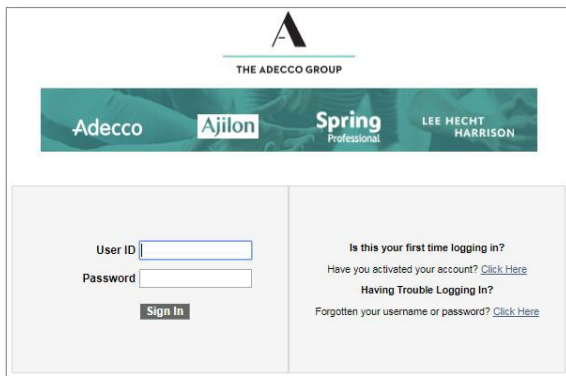 THE ADECCO GROUP
Adecco
Ajilon
Spring
Professional
LEE HECHT
HARRISON
User ID
Password
Sign In
Is this your first time logging in?
Have you activated your account? Click Here
Having Trouble Logging In?
Forgotten your username or password? Click Here